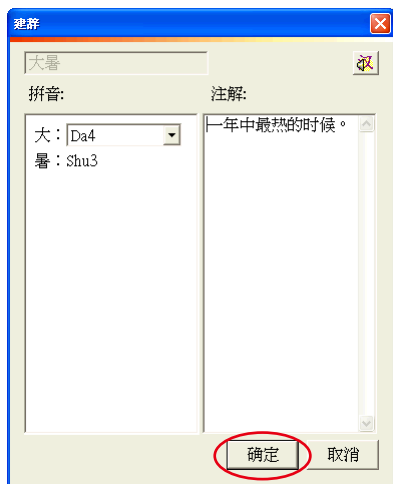 建辞
大暑
汉
拼音:
注解:
大：Da4
暑：Shu3
一年中最热的时候。
确定
取消